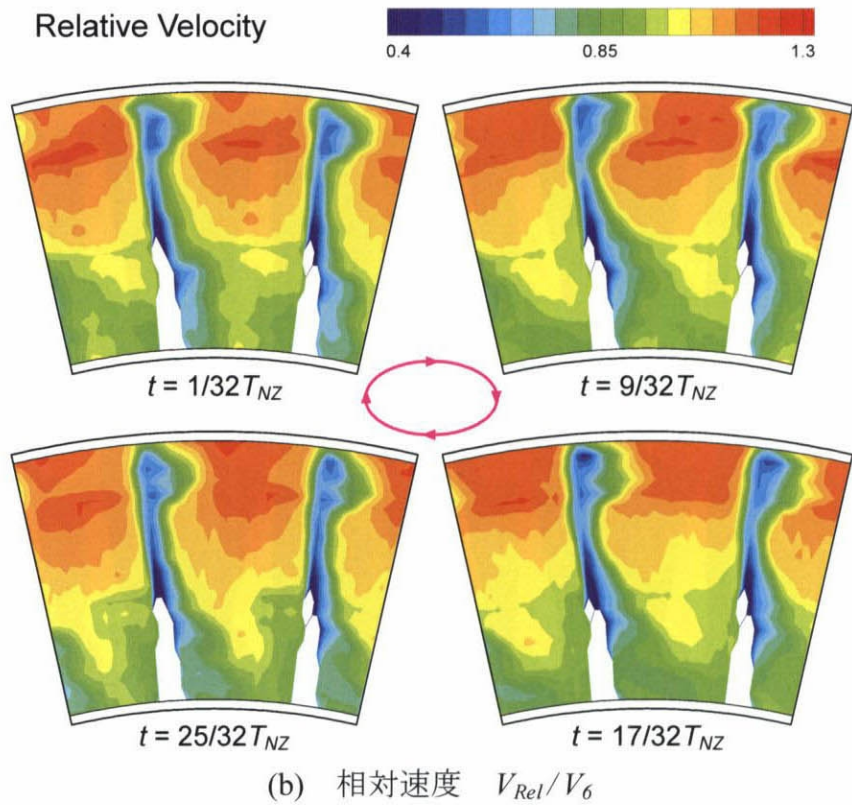 Relative Velocity
0.4 0.85 1.3
t = 1/32T_NZ t = 9/32T_NZ
t = 25/32T_NZ t = 17/32T_NZ
(b) 相対速度 V_Rel/V_6